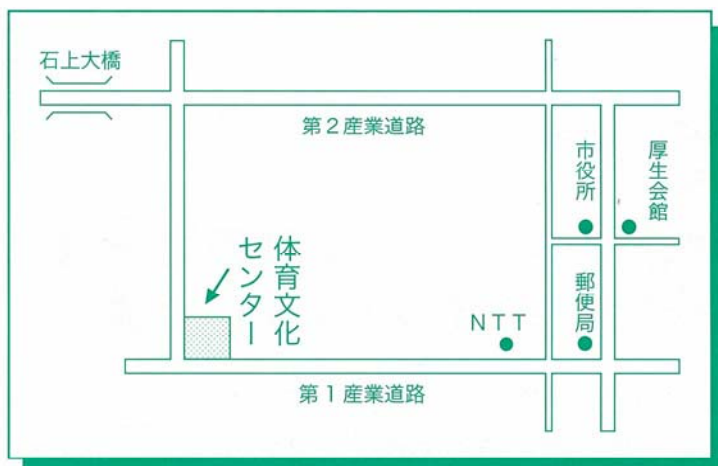 石上大橋
第2産業道路
市役所
厚生会館
体育文化
センター
郵便局
NTT
第1産業道路